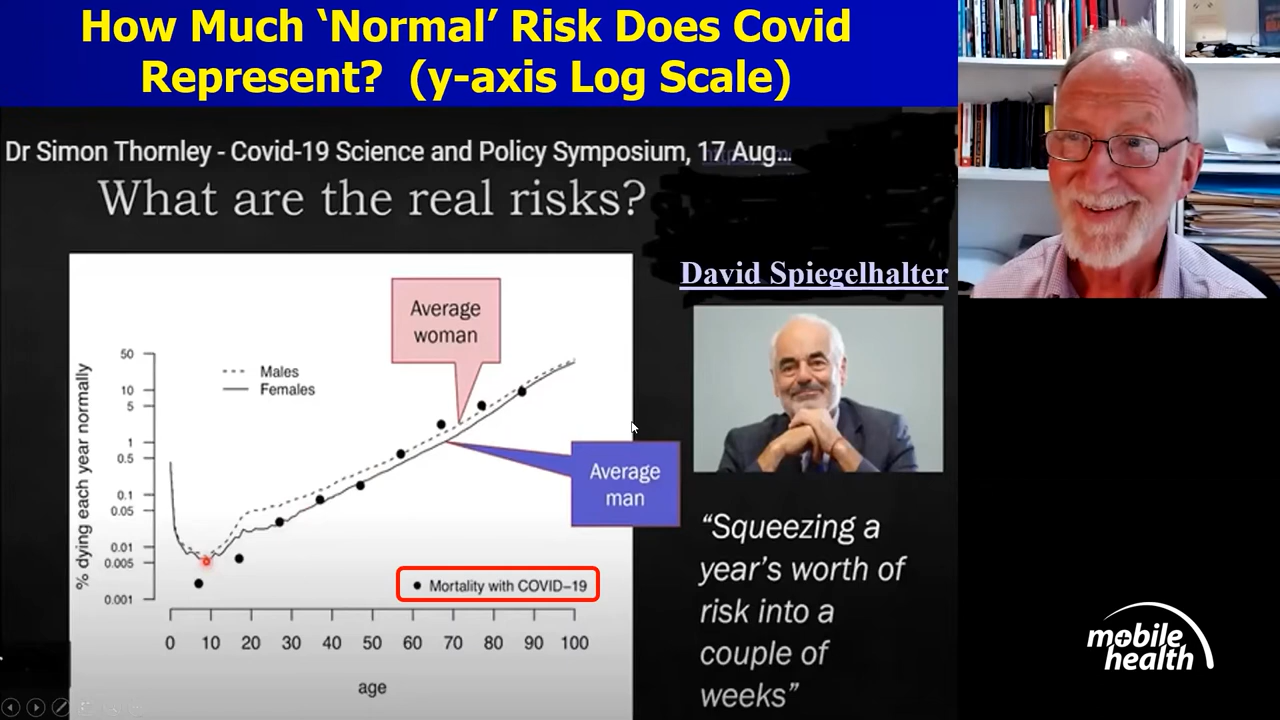 How Much ‘Normal’ Risk Does Covid
Represent? (y-axis Log Scale)
Dr Simon Thornley - Covid-19 Science and Policy Symposium, 17 Aug...
What are the real risks?
David Spiegelhalter
Average
woman
50
10
5
1
0.5
0.1
0.05
0.01
0.005
0.001
% dying each year normally
Males
Females
Average
man
Mortality with COVID–19
0 10 20 30 40 50 60 70 80 90 100
age
“Squeezing a
year’s worth of
risk into a
couple of
weeks”
mobile
health